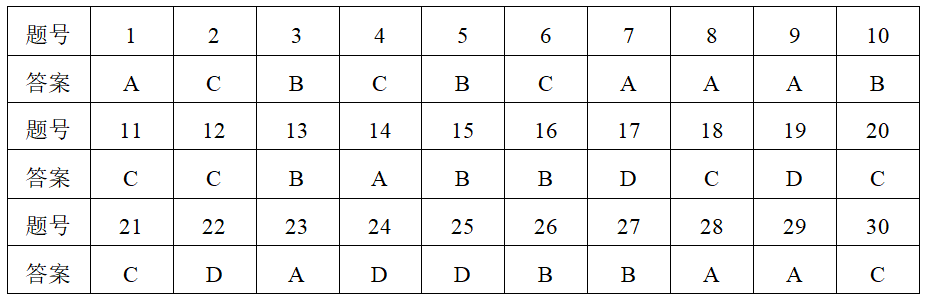 题号 1 2 3 4 5 6 7 8 9 10
答案 A C B C B C A A A B
题号 11 12 13 14 15 16 17 18 19 20
答案 C C B A B B D C D C
题号 21 22 23 24 25 26 27 28 29 30
答案 C D A D D B B A A C